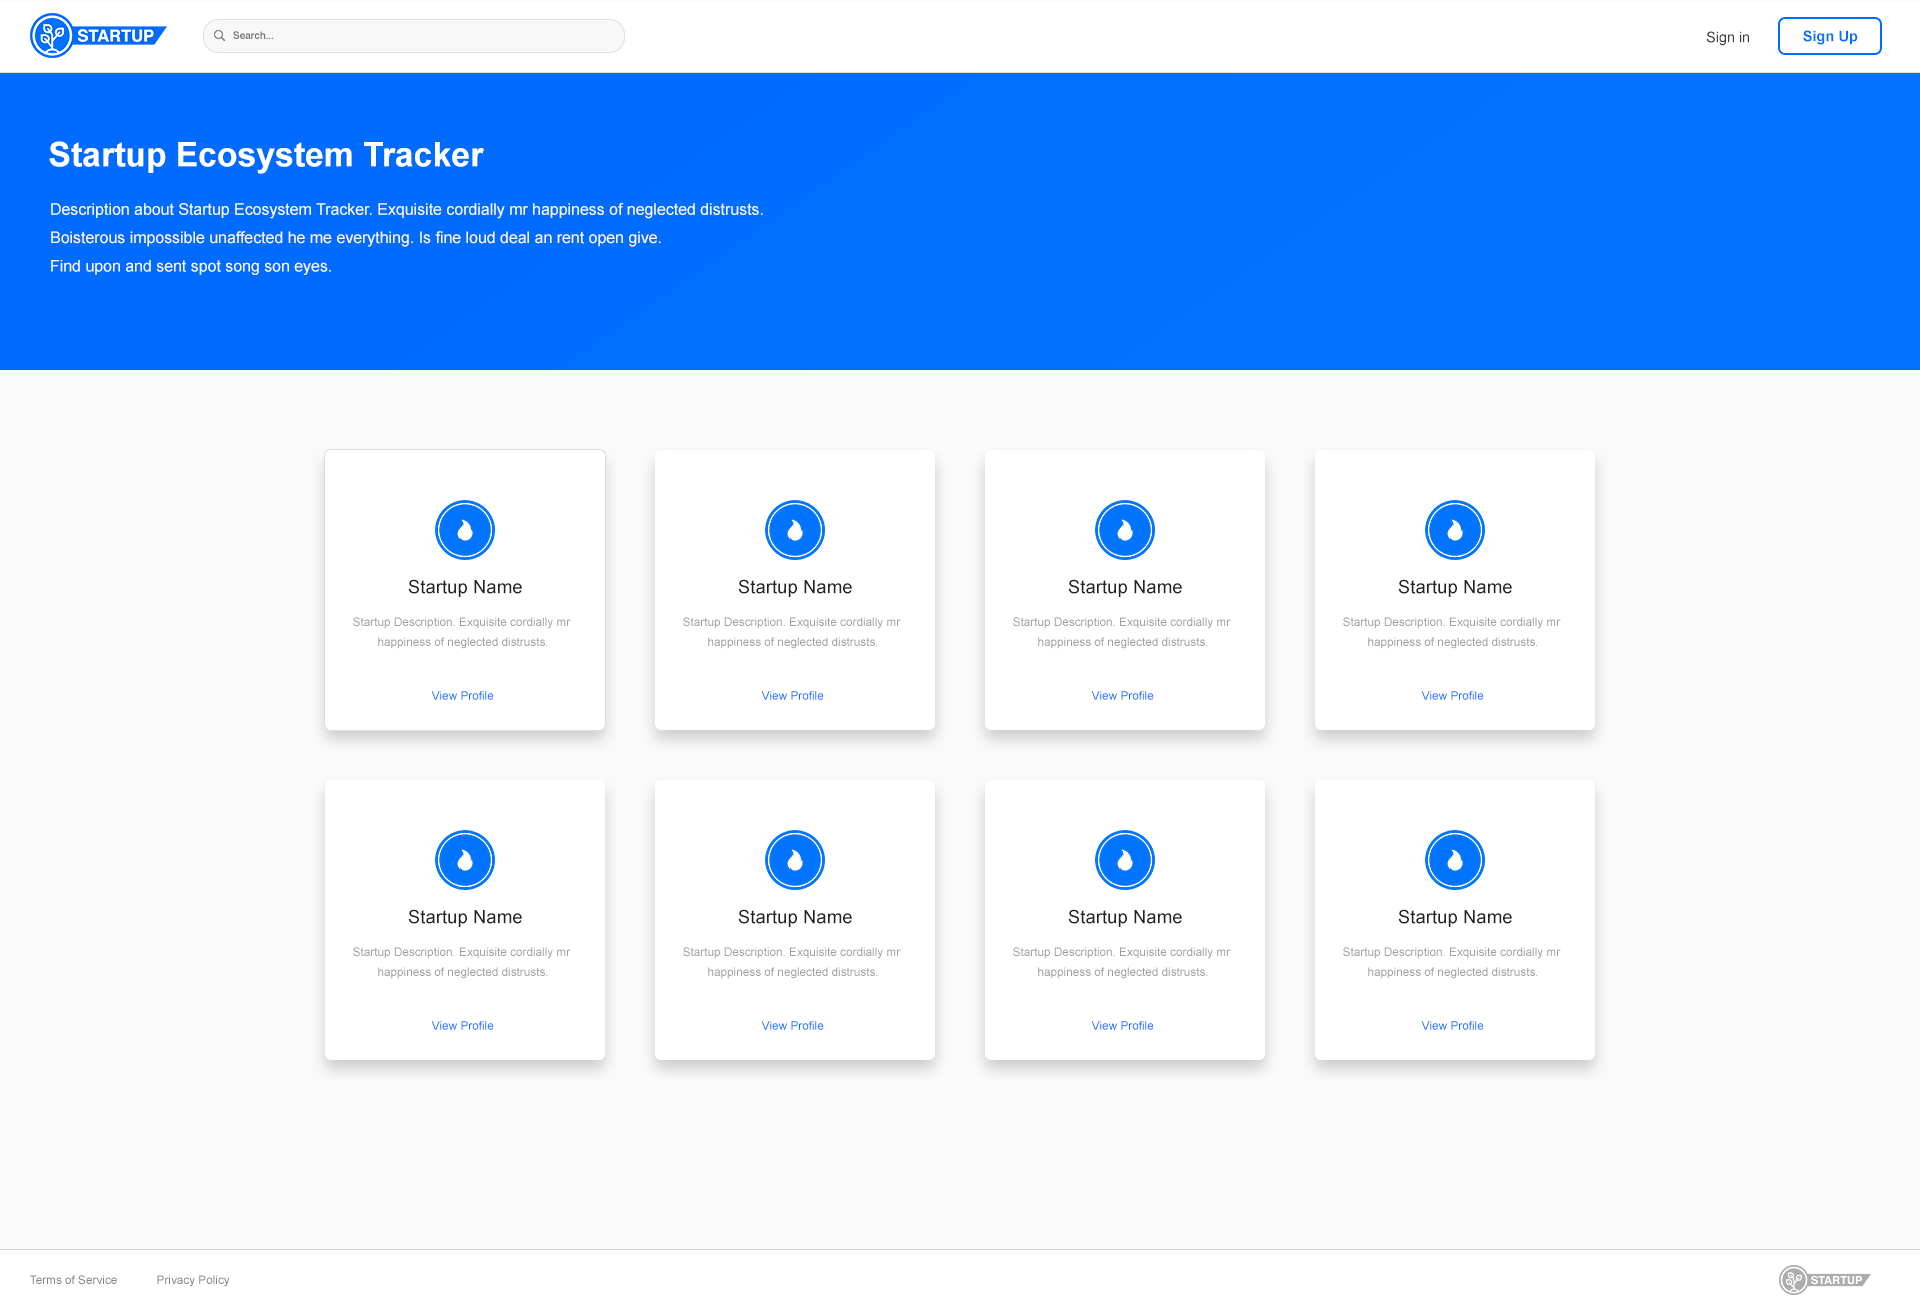 STARTUP
Search...
Sign in
Sign Up
Startup Ecosystem Tracker
Description about Startup Ecosystem Tracker. Exquisite cordially mr happiness of neglected distrusts.
Boisterous impossible unaffected he me everything. Is fine loud deal an rent open give.
Find upon and sent spot song son eyes.
Startup Name
Startup Description. Exquisite cordially mr
happiness of neglected distrusts.
View Profile
Startup Name
Startup Description. Exquisite cordially mr
happiness of neglected distrusts.
View Profile
Startup Name
Startup Description. Exquisite cordially mr
happiness of neglected distrusts.
View Profile
Startup Name
Startup Description. Exquisite cordially mr
happiness of neglected distrusts.
View Profile
Startup Name
Startup Description. Exquisite cordially mr
happiness of neglected distrusts.
View Profile
Startup Name
Startup Description. Exquisite cordially mr
happiness of neglected distrusts.
View Profile
Startup Name
Startup Description. Exquisite cordially mr
happiness of neglected distrusts.
View Profile
Startup Name
Startup Description. Exquisite cordially mr
happiness of neglected distrusts.
View Profile
Terms of Service
Privacy Policy
STARTUP